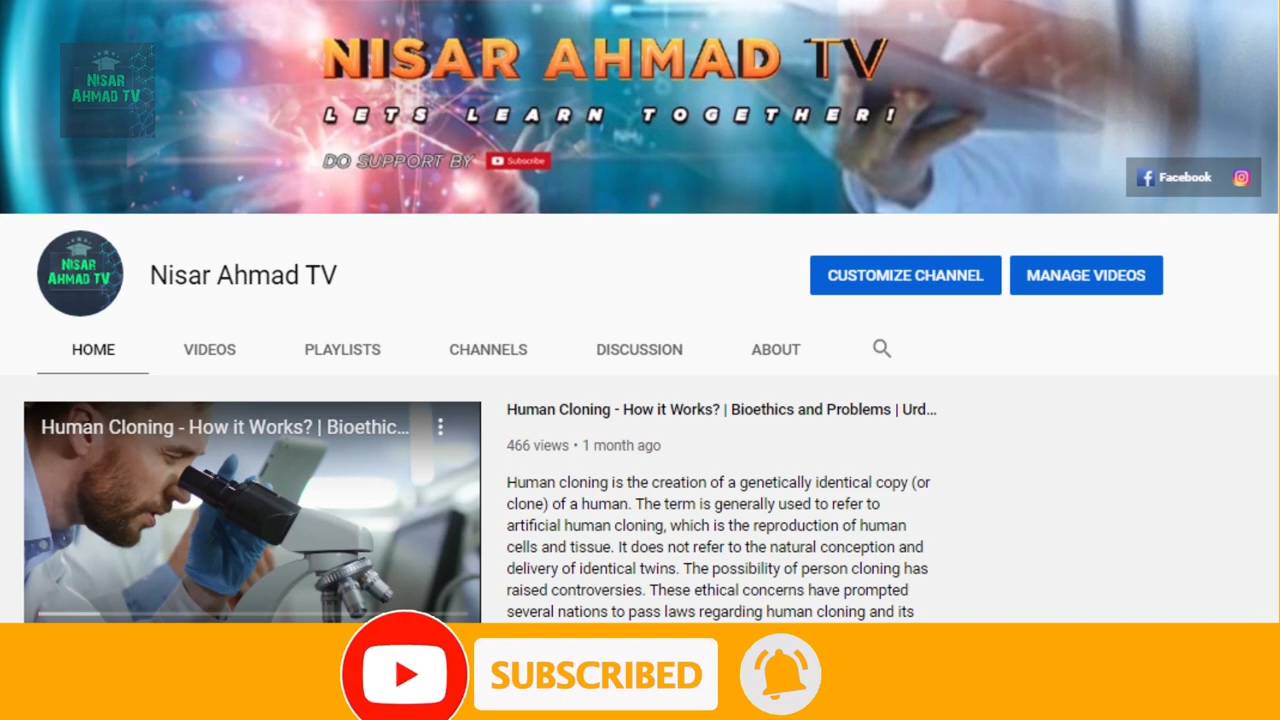 NISAR AHMAD TV
NISAR
AHMAD TV
LETS LEARN TOGETHER!
DO SUPPORT BY Subscribe
Facebook
NISAR
AHMAD TV
Nisar Ahmad TV
CUSTOMIZE CHANNEL
MANAGE VIDEOS
HOME VIDEOS PLAYLISTS CHANNELS DISCUSSION ABOUT
Human Cloning - How it Works? | Bioethic...
Human Cloning - How it Works? | Bioethics and Problems | Urd...
466 views • 1 month ago
Human cloning is the creation of a genetically identical copy (or
clone) of a human. The term is generally used to refer to
artificial human cloning, which is the reproduction of human
cells and tissue. It does not refer to the natural conception and
delivery of identical twins. The possibility of person cloning has
raised controversies. These ethical concerns have prompted
several nations to pass laws regarding human cloning and its
SUBSCRIBED